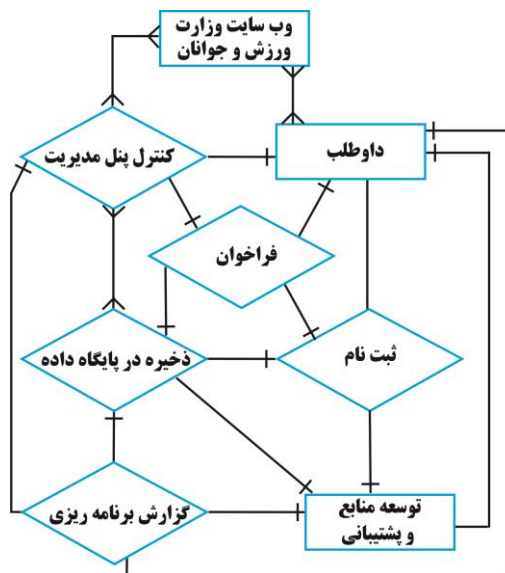 وب سایت وزارت
ورزش و جوانان
کنترل پنل مدیریت
داوطلب
فراخوان
ذخیره در پایگاه داده
ثبت نام
گزارش برنامه ریزی
توسعه منابع
و پشتیبانی